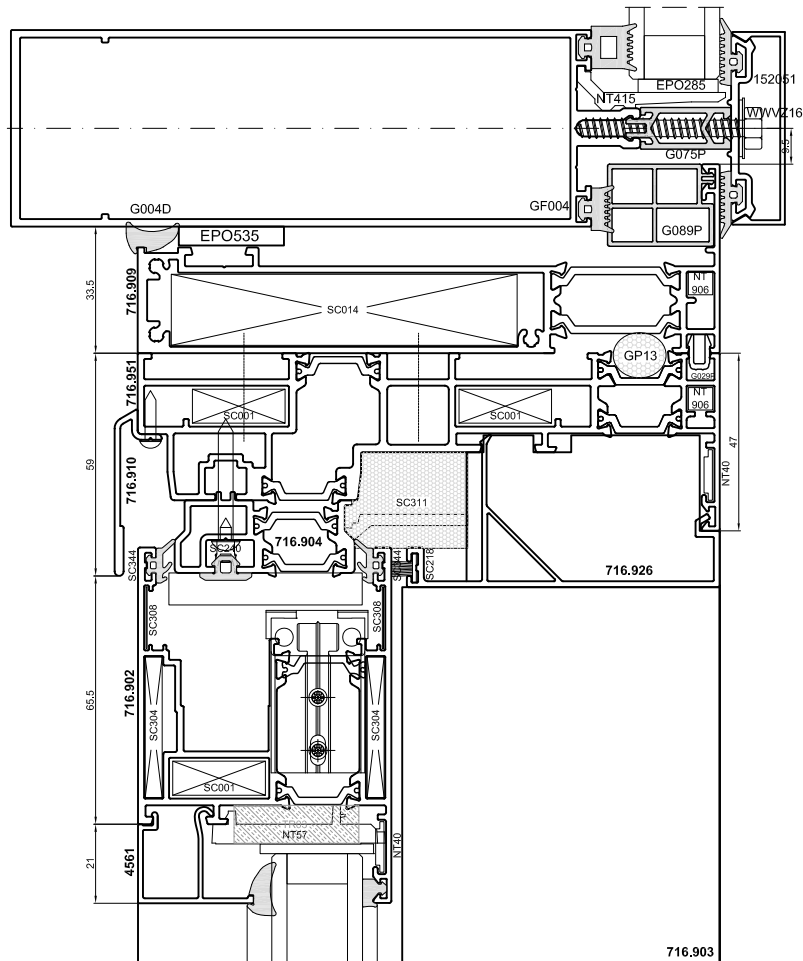 152051
EPO285
NT415
WWVZ16
9.5
G075P
G004D
GF004
EPO535
G089P
33.5
716.909
SC014
NT
906
GP13
G029P
716.951
SC001
SC001
NT
906
47
59
716.910
NT40
SC311
716.904
SC240
SC344
SC344
SC218
716.926
SC308
SC308
716.902
65.5
SC304
SC304
SC001
NT57
21
4561
NT40
716.903